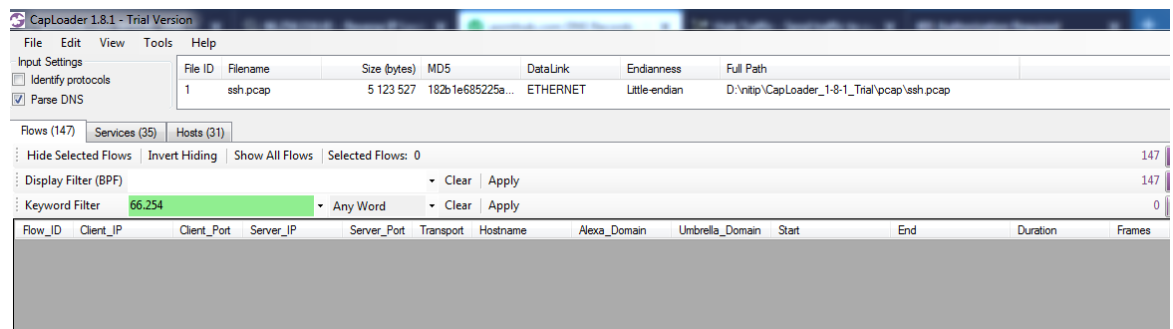 CapLoader 1.8.1 - Trial Version
File Edit View Tools Help
Input Settings
Identify protocols
Parse DNS
File ID Filename Size (bytes) MD5 DataLink Endianness Full Path
1 ssh.pcap 5 123 527 182b1e685225a... ETHERNET Little-endian D:\nitip\CapLoader_1-8-1_Trial\pcap\ssh.pcap
Flows (147) Services (35) Hosts (31)
Hide Selected Flows Invert Hiding Show All Flows Selected Flows: 0 147
Display Filter (BPF) Clear Apply 147
Keyword Filter 66.254 Any Word Clear Apply 0
Flow_ID Client_IP Client_Port Server_IP Server_Port Transport Hostname Alexa_Domain Umbrella_Domain Start End Duration Frames